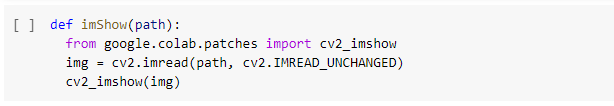 [ ] def imShow(path):
from google.colab.patches import cv2_imshow
img = cv2.imread(path, cv2.IMREAD_UNCHANGED)
cv2_imshow(img)